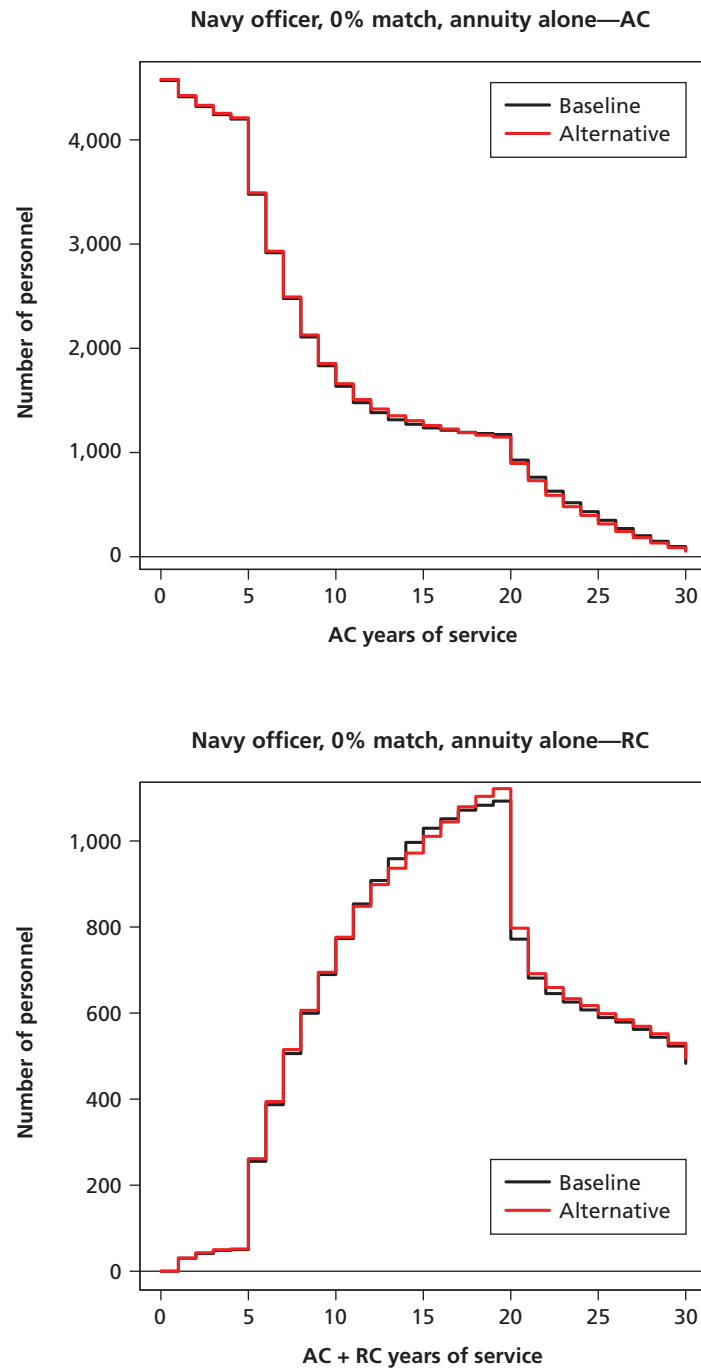 Navy officer, 0% match, annuity alone—AC
Baseline
Alternative
Number of personnel
4,000
3,000
2,000
1,000
0
0 5 10 15 20 25 30
AC years of service
Navy officer, 0% match, annuity alone—RC
Number of personnel
1,000
800
600
400
200
0
Baseline
Alternative
0 5 10 15 20 25 30
AC + RC years of service